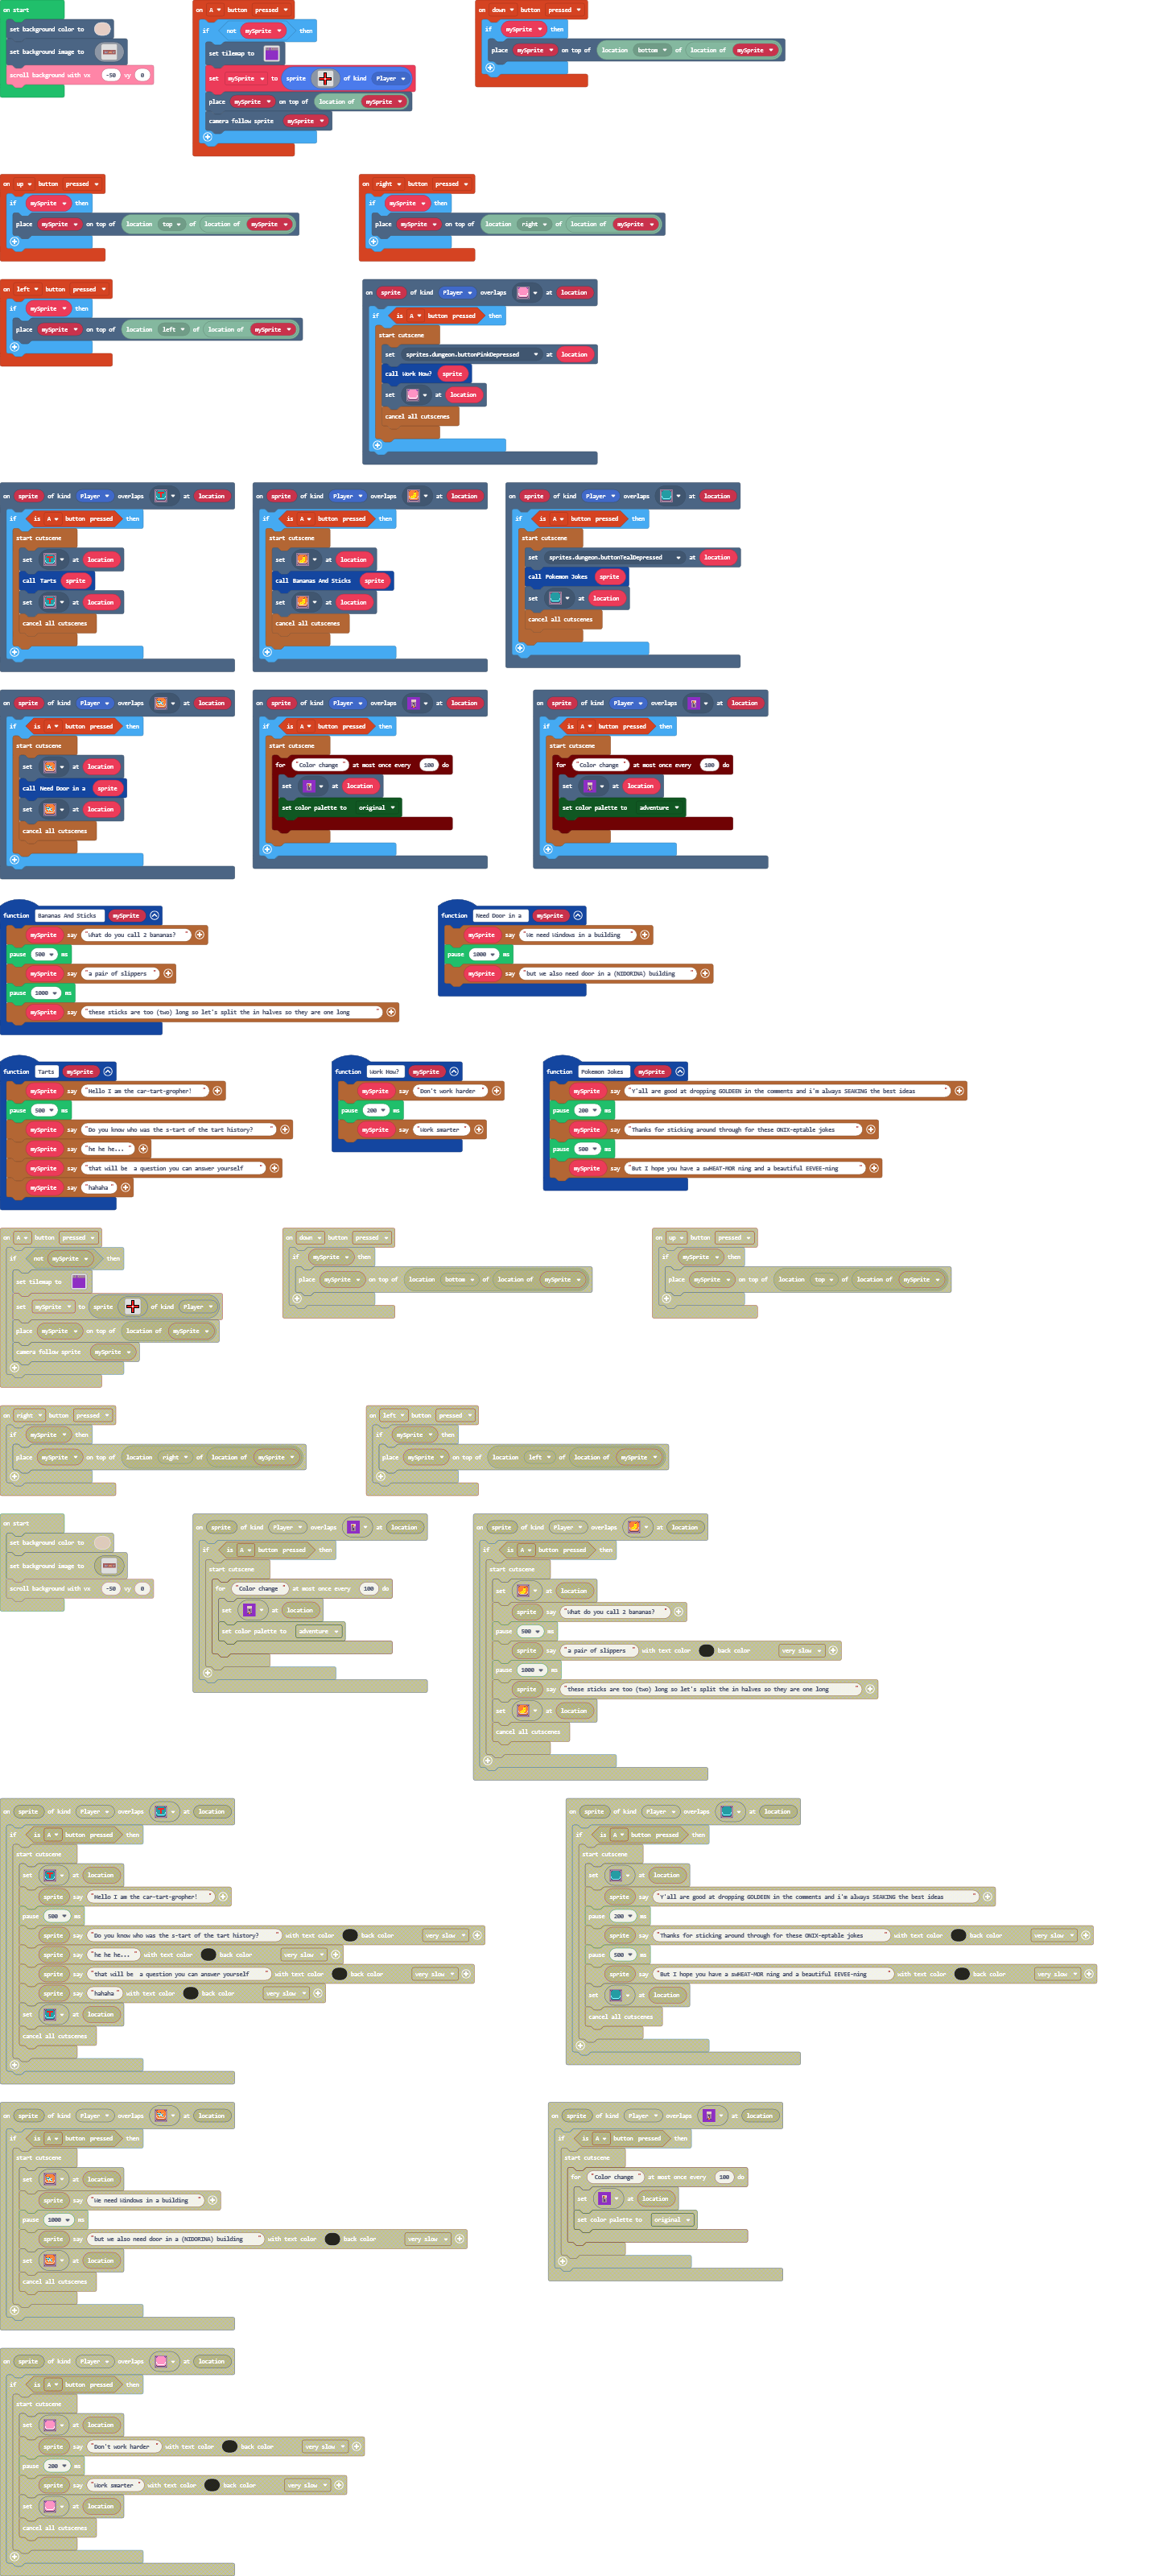 on start
set background color to
set background image to
scroll background with vx -50 vy 0
on A button pressed
if not mySprite then
set tilemap to
set mySprite to sprite of kind Player
place mySprite on top of location of mySprite
camera follow sprite mySprite
on down button pressed
if mySprite then
place mySprite on top of location bottom of location of mySprite
on up button pressed
if mySprite then
place mySprite on top of location top of location of mySprite
on right button pressed
if mySprite then
place mySprite on top of location right of location of mySprite
on left button pressed
if mySprite then
place mySprite on top of location left of location of mySprite
on sprite of kind Player overlaps at location
if is A button pressed then
start cutscene
set sprites.dungeon.buttonPinkDepressed at location
call Work How? sprite
set at location
cancel all cutscenes
on sprite of kind Player overlaps at location
if is A button pressed then
start cutscene
set at location
call Tarts sprite
set at location
cancel all cutscenes
on sprite of kind Player overlaps at location
if is A button pressed then
start cutscene
set at location
call Bananas And Sticks sprite
set at location
cancel all cutscenes
on sprite of kind Player overlaps at location
if is A button pressed then
start cutscene
set sprites.dungeon.buttonTealDepressed at location
call Pokemon Jokes sprite
set at location
cancel all cutscenes
on sprite of kind Player overlaps at location
if is A button pressed then
start cutscene
set at location
call Need Door in a sprite
set at location
cancel all cutscenes
on sprite of kind Player overlaps at location
if is A button pressed then
start cutscene
for "Color change" at most once every 100 do
set at location
set color palette to original
on sprite of kind Player overlaps at location
if is A button pressed then
start cutscene
for "Color change" at most once every 100 do
set at location
set color palette to adventure
function Bananas And Sticks mySprite
mySprite say "What do you call 2 bananas?"
pause 500 ms
mySprite say "a pair of slippers"
pause 1000 ms
mySprite say "these sticks are too (two) long so let's split the in halves so they are one long"
function Need Door in a mySprite
mySprite say "We need Windows in a building"
pause 1000 ms
mySprite say "but we also need door in a (NIDORINA) building"
function Tarts mySprite
mySprite say "Hello I am the car-tart-gropher!"
pause 500 ms
mySprite say "Do you know who was the s-tart of the tart history?"
mySprite say "he he he..."
mySprite say "that will be a question you can answer yourself"
mySprite say "hahaha"
function Work How? mySprite
mySprite say "Don't work harder"
pause 200 ms
mySprite say "Work smarter"
function Pokemon Jokes mySprite
mySprite say "Y'all are good at dropping GOLDEEN in the comments and i'm always SEAKING the best ideas"
pause 200 ms
mySprite say "Thanks for sticking around through for these ONIX-eptable jokes"
pause 500 ms
mySprite say "But I hope you have a sWHEAT-MOR ning and a beautiful EEVEE-ning"
on A button pressed
if not mySprite then
set tilemap to
set mySprite to sprite of kind Player
place mySprite on top of location of mySprite
camera follow sprite mySprite
on down button pressed
if mySprite then
place mySprite on top of location bottom of location of mySprite
on up button pressed
if mySprite then
place mySprite on top of location top of location of mySprite
on right button pressed
if mySprite then
place mySprite on top of location right of location of mySprite
on left button pressed
if mySprite then
place mySprite on top of location left of location of mySprite
on start
set background color to
set background image to
scroll background with vx -50 vy 0
on sprite of kind Player overlaps at location
if is A button pressed then
start cutscene
for "Color change" at most once every 100 do
set at location
set color palette to adventure
on sprite of kind Player overlaps at location
if is A button pressed then
start cutscene
set at location
sprite say "What do you call 2 bananas?"
pause 500 ms
sprite say "a pair of slippers" with text color back color very slow
pause 1000 ms
sprite say "these sticks are too (two) long so let's split the in halves so they are one long"
set at location
cancel all cutscenes
on sprite of kind Player overlaps at location
if is A button pressed then
start cutscene
set at location
sprite say "Hello I am the car-tart-gropher!"
pause 500 ms
sprite say "Do you know who was the s-tart of the tart history?" with text color back color very slow
sprite say "he he he..." with text color back color very slow
sprite say "that will be a question you can answer yourself" with text color back color very slow
sprite say "hahaha" with text color back color very slow
set at location
cancel all cutscenes
on sprite of kind Player overlaps at location
if is A button pressed then
start cutscene
set at location
sprite say "Y'all are good at dropping GOLDEEN in the comments and i'm always SEAKING the best ideas"
pause 200 ms
sprite say "Thanks for sticking around through for these ONIX-eptable jokes" with text color back color very slow
pause 500 ms
sprite say "But I hope you have a sWHEAT-MOR ning and a beautiful EEVEE-ning" with text color back color very slow
set at location
cancel all cutscenes
on sprite of kind Player overlaps at location
if is A button pressed then
start cutscene
set at location
sprite say "We need Windows in a building"
pause 1000 ms
sprite say "but we also need door in a (NIDORINA) building" with text color back color very slow
set at location
cancel all cutscenes
on sprite of kind Player overlaps at location
if is A button pressed then
start cutscene
for "Color change" at most once every 100 do
set at location
set color palette to original
on sprite of kind Player overlaps at location
if is A button pressed then
start cutscene
set at location
sprite say "Don't work harder" with text color back color very slow
pause 200 ms
sprite say "Work smarter" with text color back color very slow
set at location
cancel all cutscenes